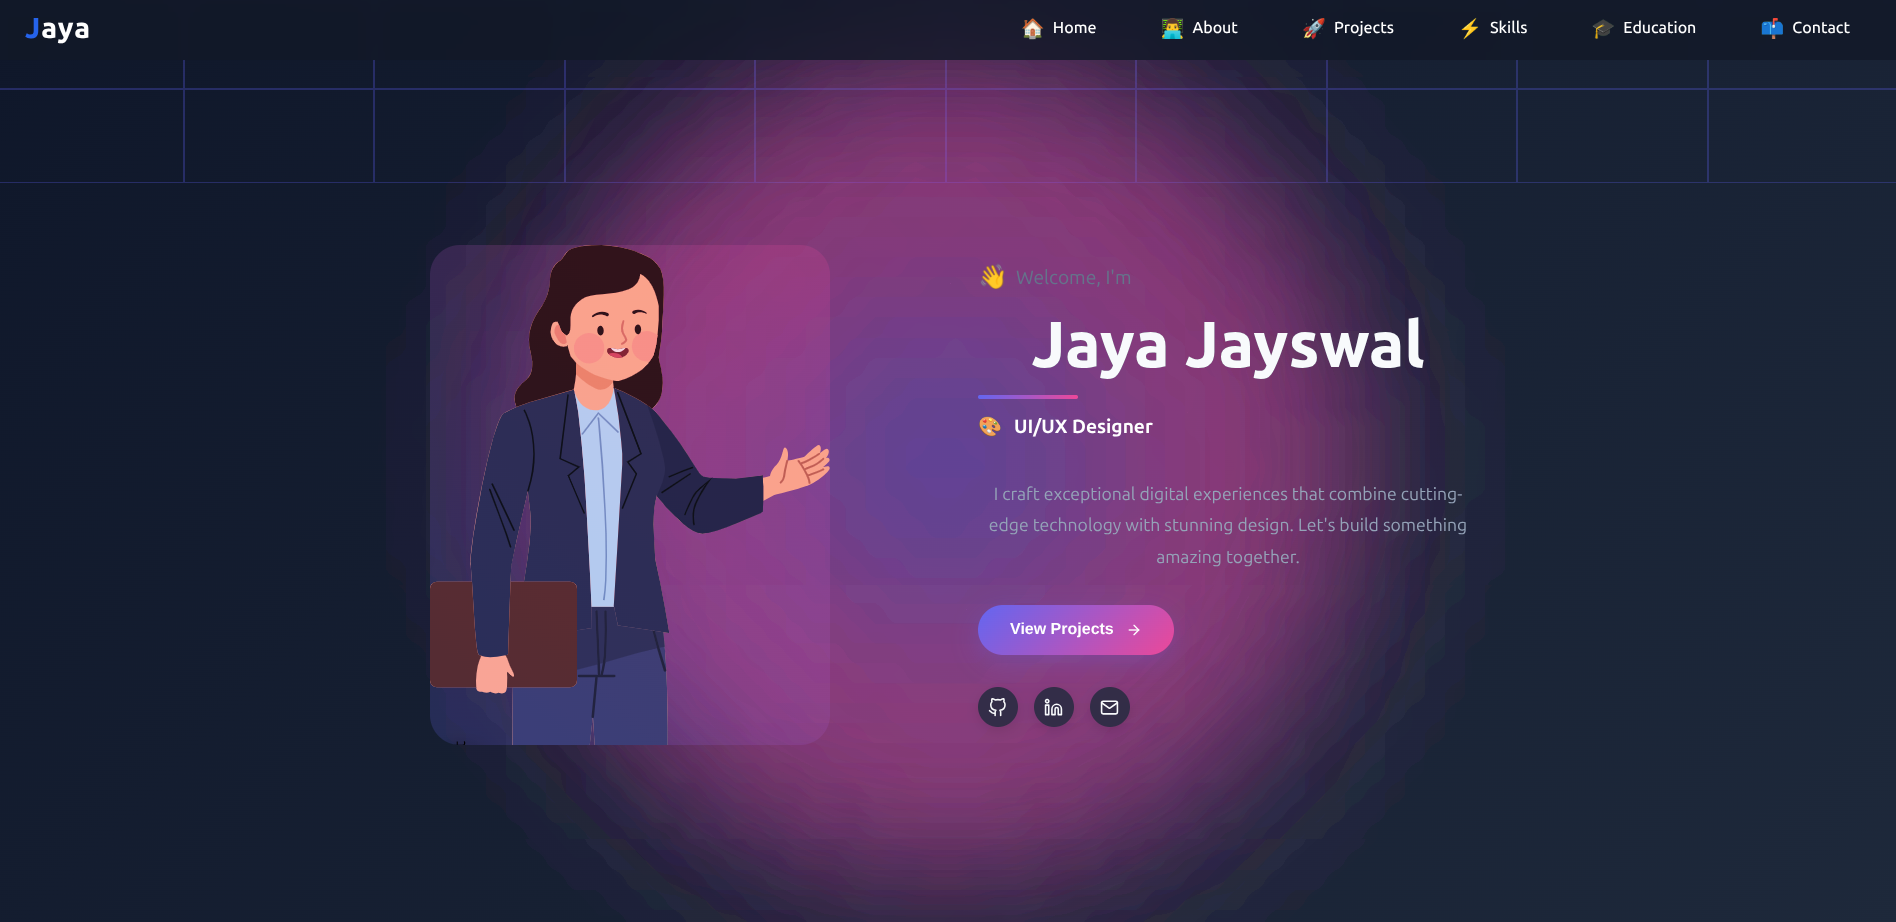 Jaya
🏠 Home
👨‍💻 About
🚀 Projects
⚡ Skills
🎓 Education
📫 Contact
👋 Welcome, I'm
Jaya Jayswal
🎨 UI/UX Designer
I craft exceptional digital experiences that combine cutting-
edge technology with stunning design. Let's build something
amazing together.
View Projects →